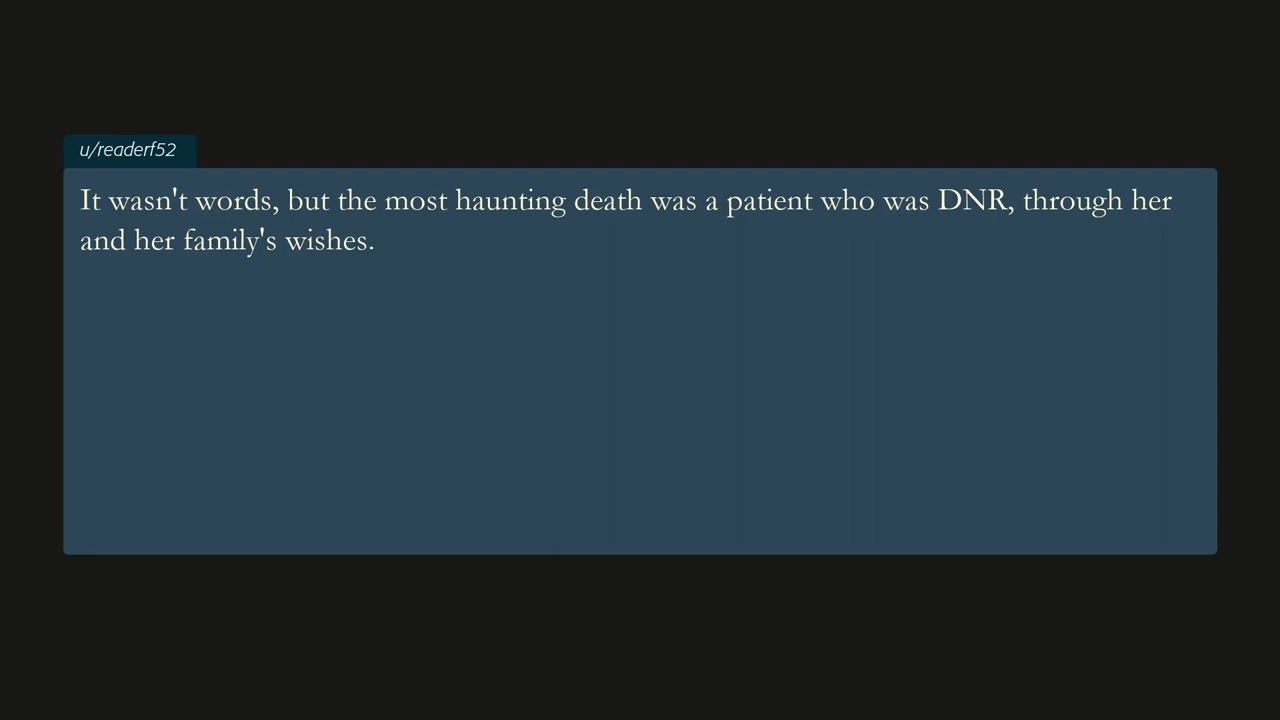 u/readerf52
It wasn't words, but the most haunting death was a patient who was DNR, through her
and her family's wishes.